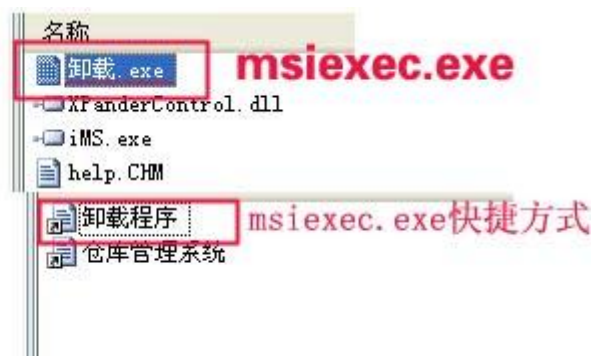 名称
卸载.exe msiexec.exe
XPanderControl.dll
iMS.exe
help.CHM
卸载程序 msiexec.exe快捷方式
仓库管理系统